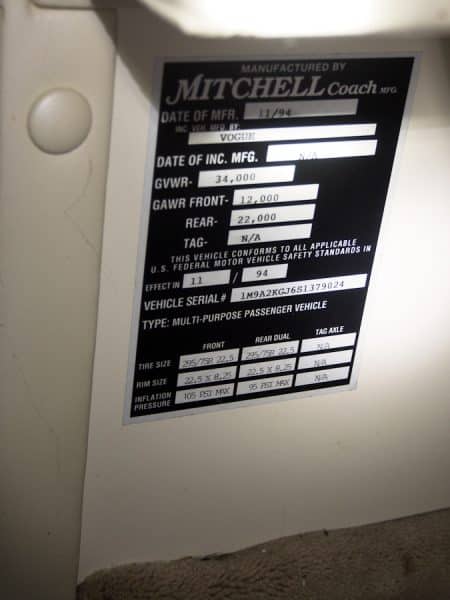 MANUFACTURED BY
MITCHELL Coach MFG.
DATE OF MFR. 11/94
INC. VEH. MFG. BY:
VOGUE
DATE OF INC. MFG. N/A
GVWR- 34,000
GAWR FRONT- 12,000
REAR- 22,000
TAG- N/A
THIS VEHICLE CONFORMS TO ALL APPLICABLE
U.S. FEDERAL MOTOR VEHICLE SAFETY STANDARDS IN
EFFECT IN 11 / 94
VEHICLE SERIAL# 1M9A2KGJ6S1379024
TYPE: MULTI-PURPOSE PASSENGER VEHICLE
FRONT REAR DUAL TAG AXLE
TIRE SIZE 295/75R 22.5 295/75R 22.5 N/A
RIM SIZE 22.5 X 8.25 22.5 X 8.25 N/A
INFLATION PRESSURE 105 PSI MAX 95 PSI MAX N/A